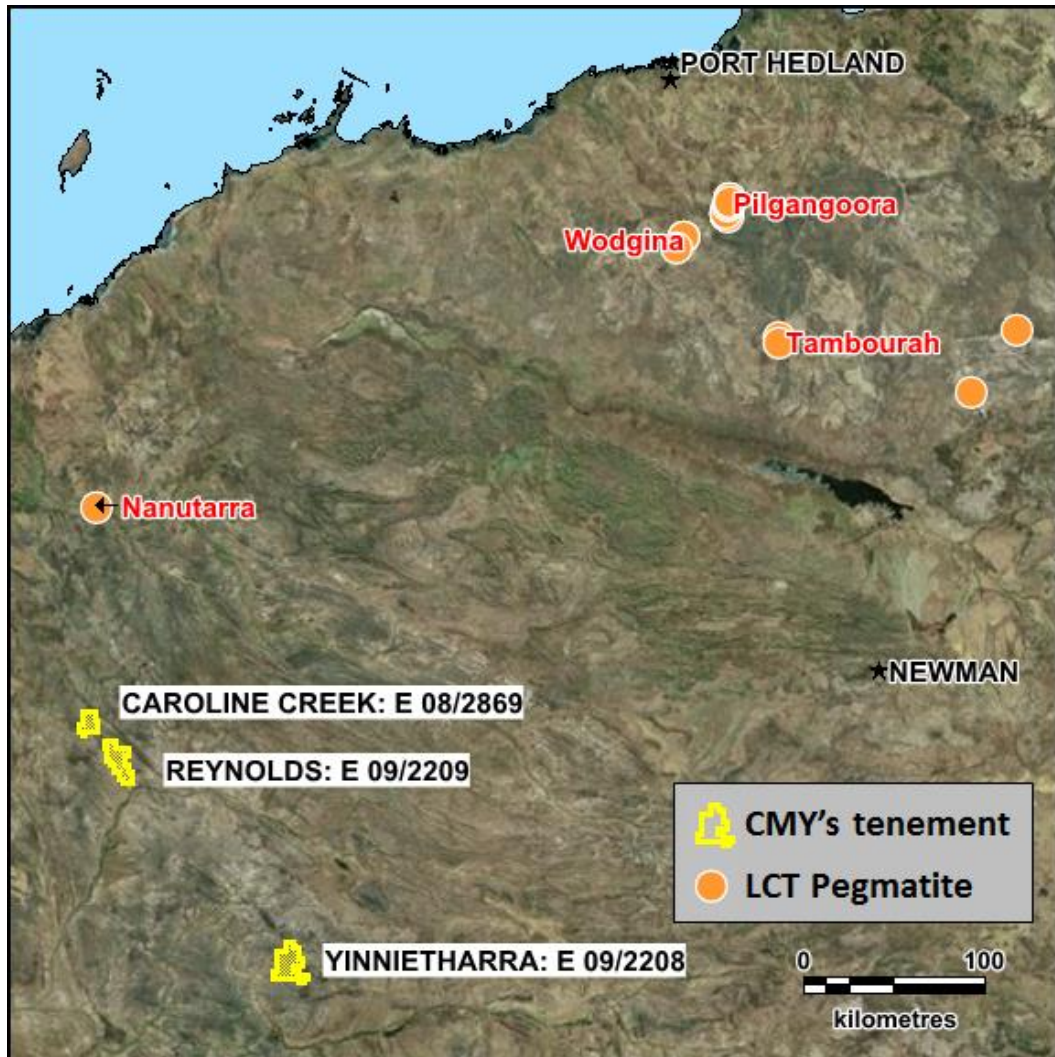 PORT HEDLAND
Pilgangoora
Wodgina
Tambourah
Nanutarra
NEWMAN
CAROLINE CREEK: E 08/2869
REYNOLDS: E 09/2209
CMY's tenement
LCT Pegmatite
YINNIETHARRA: E 09/2208
0 100
kilometres